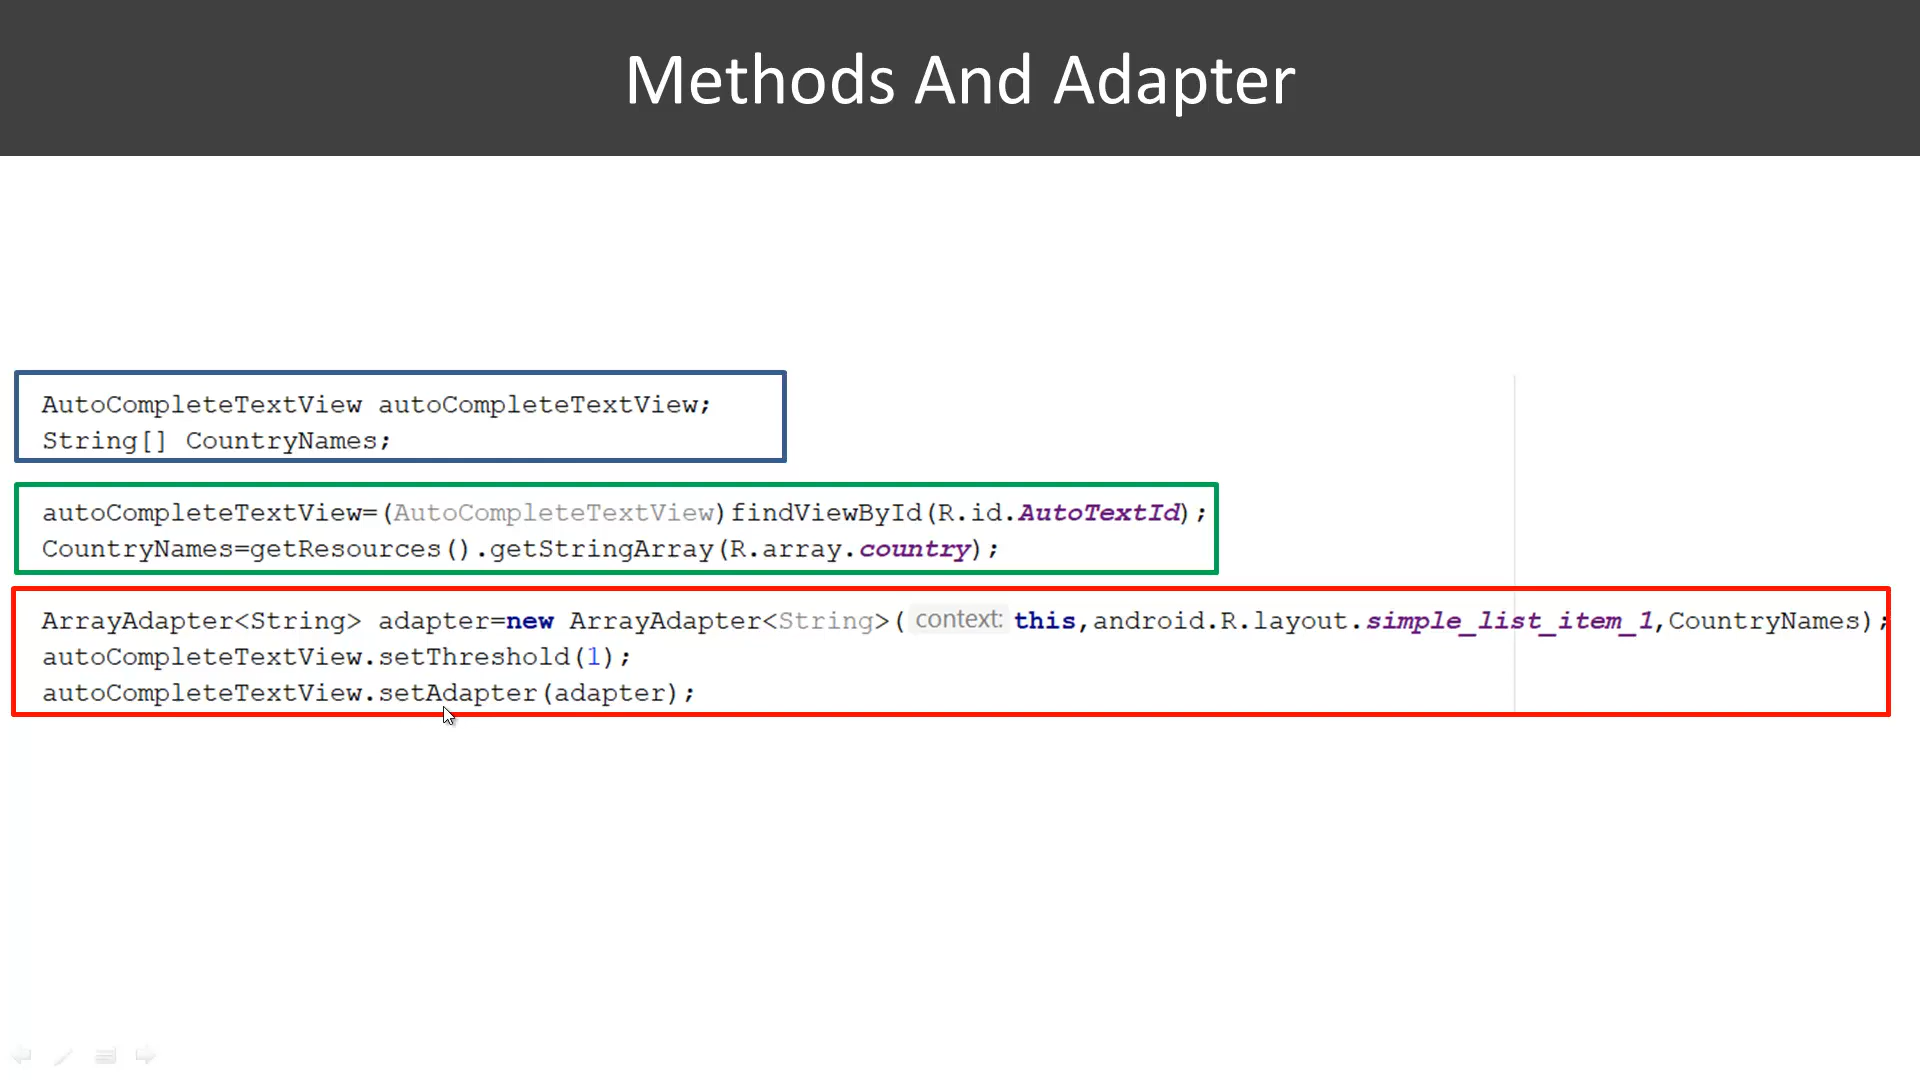 Methods And Adapter
AutoCompleteTextView autoCompleteTextView;
String[] CountryNames;
autoCompleteTextView=(AutoCompleteTextView)findViewById(R.id.AutoTextId);
CountryNames=getResources().getStringArray(R.array.country);
ArrayAdapter<String> adapter=new ArrayAdapter<String>( context: this,android.R.layout.simple_list_item_1,CountryNames);
autoCompleteTextView.setThreshold(1);
autoCompleteTextView.setAdapter(adapter);